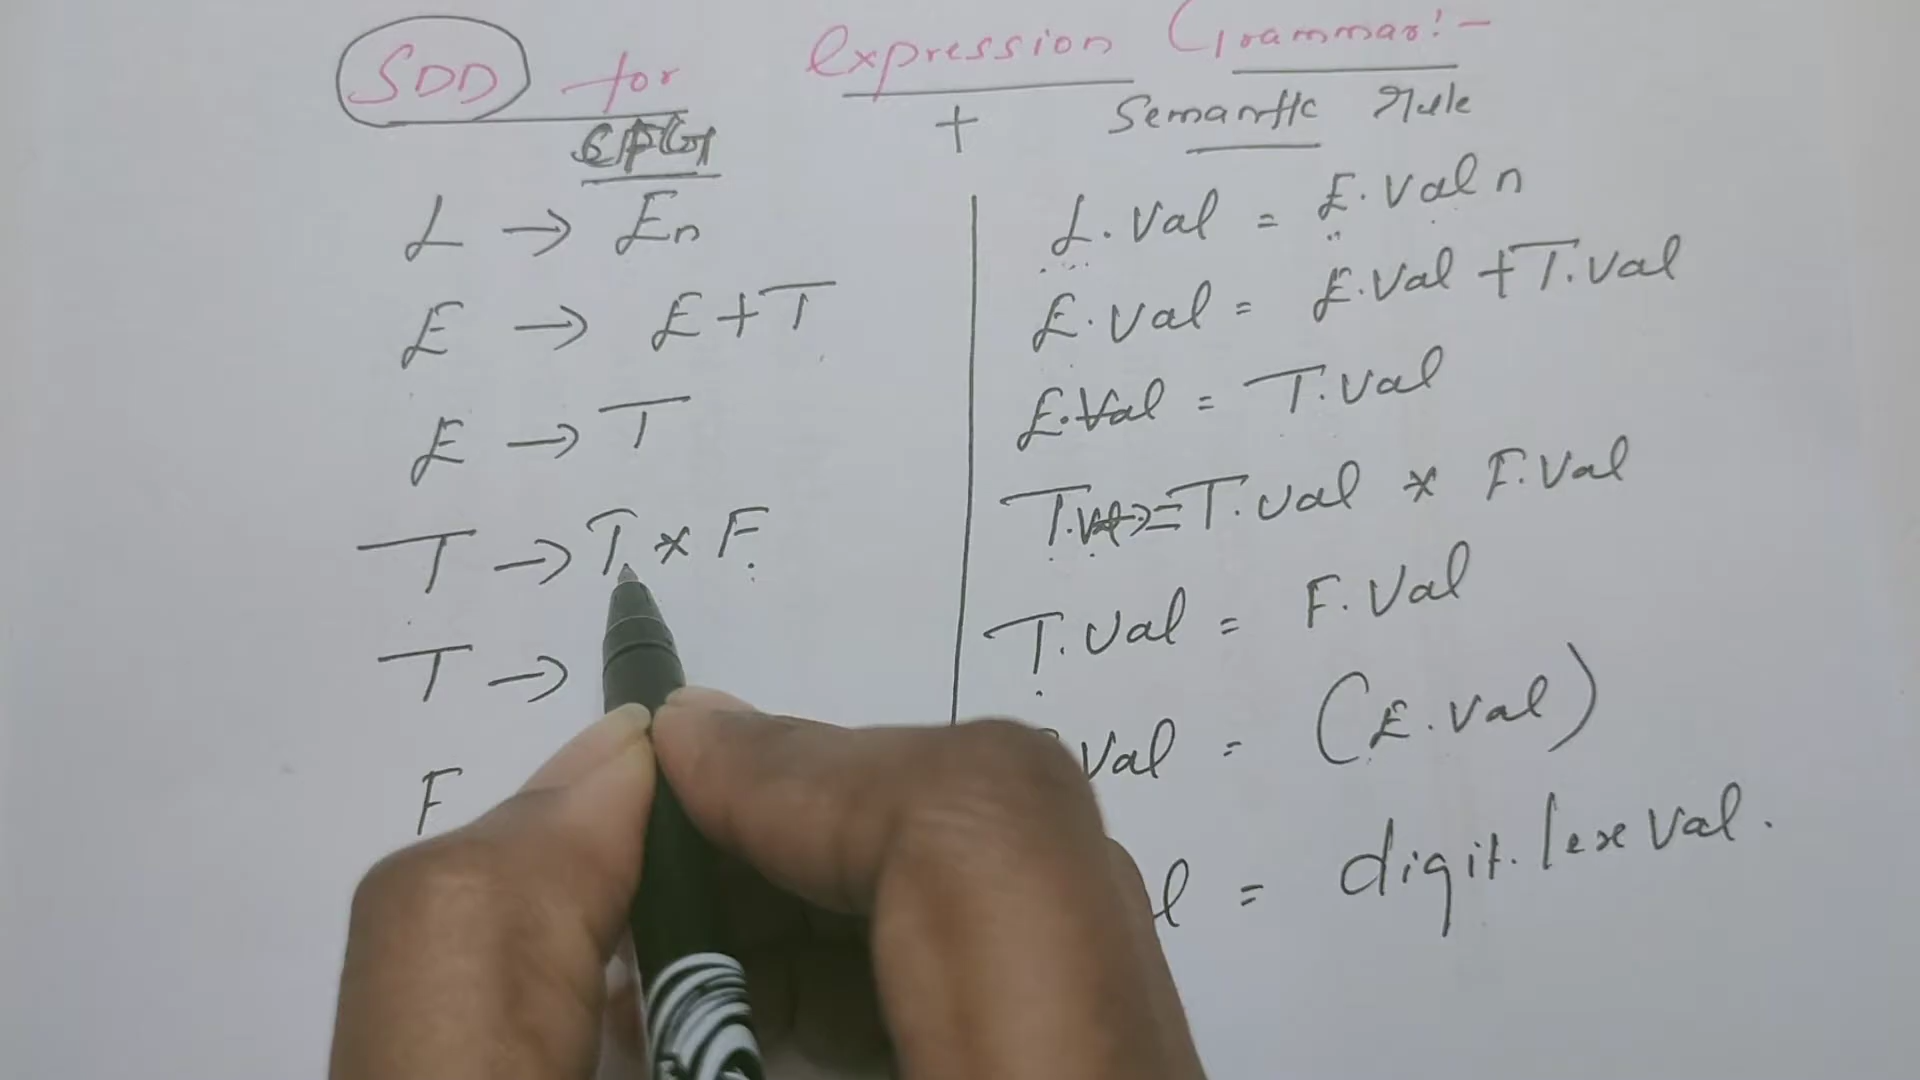 SDD for expression Grammar:-
CFG + Semantic rule
L → En L.val = E.val n
E → E+T E.val = E.val + T.val
E → T E.val = T.val
T → T * F T.val = T.val * F.val
T → T.val = F.val
F val = (E.val)
l = digit.lexval.